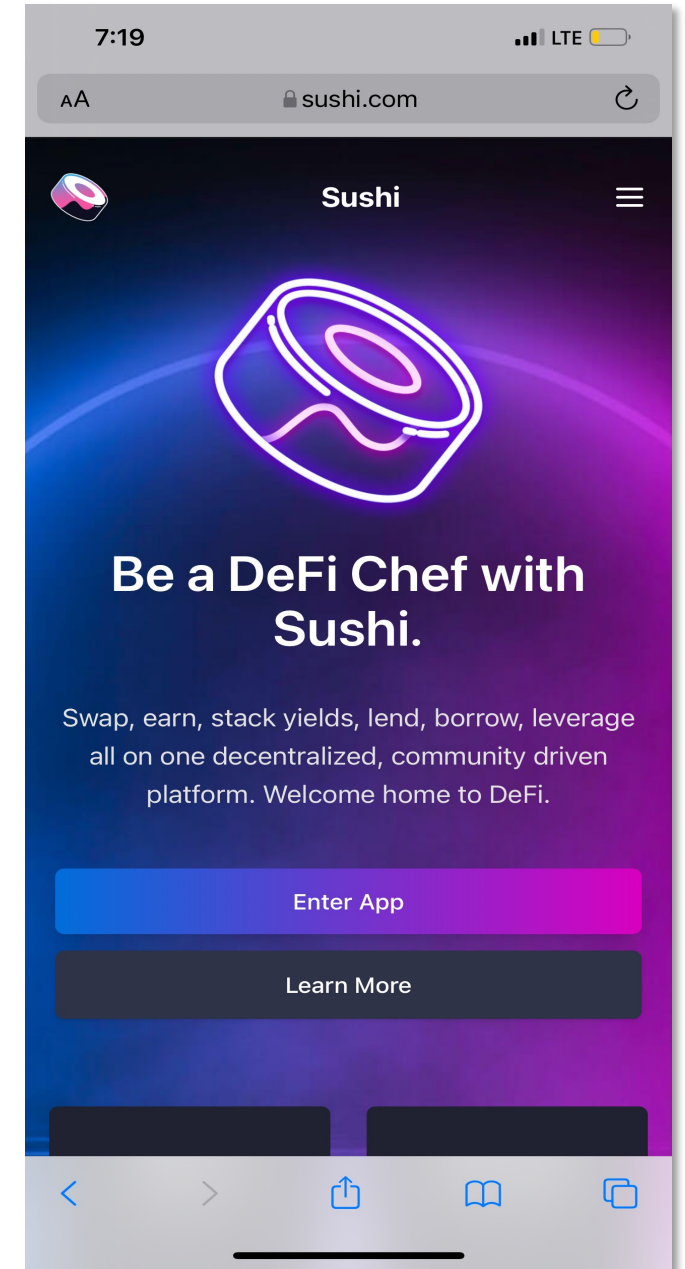 7:19 LTE
AA sushi.com
Sushi
Be a DeFi Chef with
Sushi.
Swap, earn, stack yields, lend, borrow, leverage
all on one decentralized, community driven
platform. Welcome home to DeFi.
Enter App
Learn More